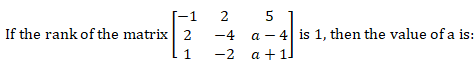 If the rank of the matrix [−1 2 5
2 −4 a − 4
1 −2 a + 1] is 1, then the value of a is: